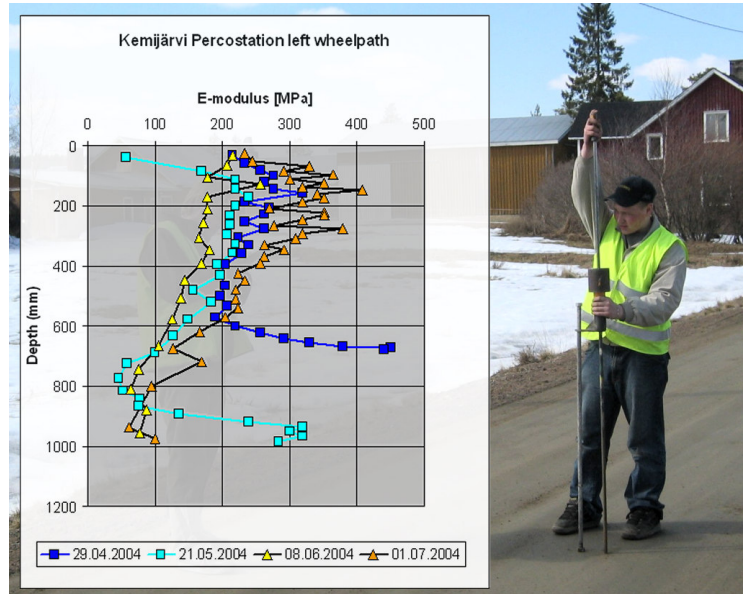 Kemijärvi Percostation left wheelpath
E-modulus [MPa]
0 100 200 300 400 500
0
200
400
600
800
1000
1200
Depth (mm)
29.04.2004 21.05.2004 08.06.2004 01.07.2004